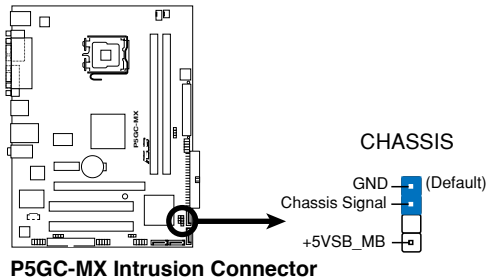 P5GC-MX
CHASSIS
GND
(Default)
Chassis Signal
+5VSB_MB
P5GC-MX Intrusion Connector